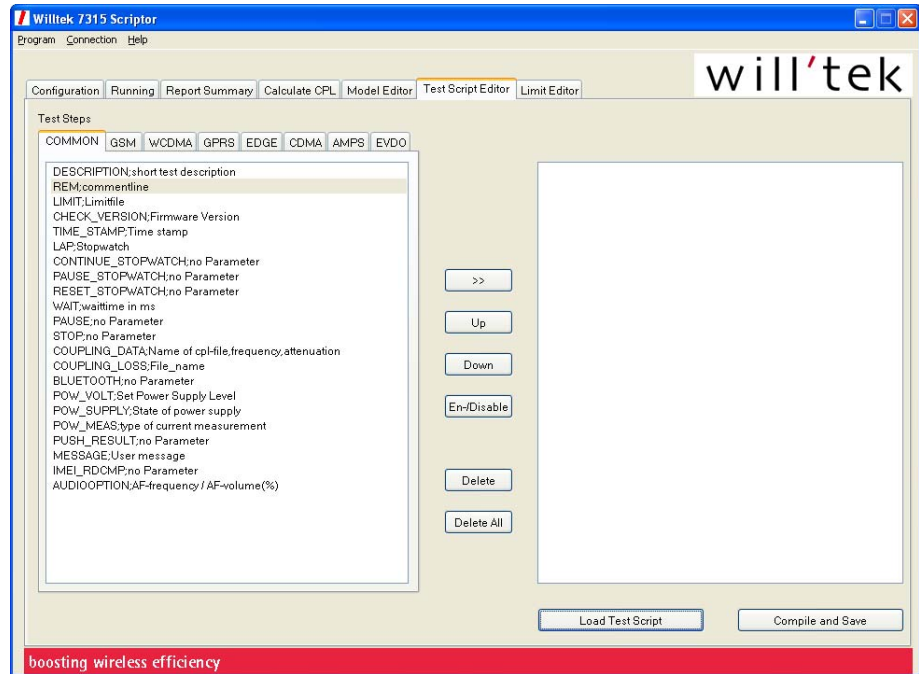 Willtek 7315 Scriptor
Program Connection Help
will'tek
Configuration Running Report Summary Calculate CPL Model Editor Test Script Editor Limit Editor
Test Steps
COMMON GSM WCDMA GPRS EDGE CDMA AMPS EVDO
DESCRIPTION;short test description
REM;commentline
LIMIT;Limitfile
CHECK_VERSION;Firmware Version
TIME_STAMP;Time stamp
LAP;Stopwatch
CONTINUE_STOPWATCH;no Parameter
PAUSE_STOPWATCH;no Parameter
RESET_STOPWATCH;no Parameter
WAIT;waittime in ms
PAUSE;no Parameter
STOP;no Parameter
COUPLING_DATA;Name of cpl-file,frequency,attenuation
COUPLING_LOSS;File_name
BLUETOOTH;no Parameter
POW_VOLT;Set Power Supply Level
POW_SUPPLY;State of power supply
POW_MEAS;type of current measurement
PUSH_RESULT;no Parameter
MESSAGE;User message
IMEI_RDCMP;no Parameter
AUDIOOPTION;AF-frequency / AF-volume(%)
>>
Up
Down
En-/Disable
Delete
Delete All
Load Test Script Compile and Save
boosting wireless efficiency